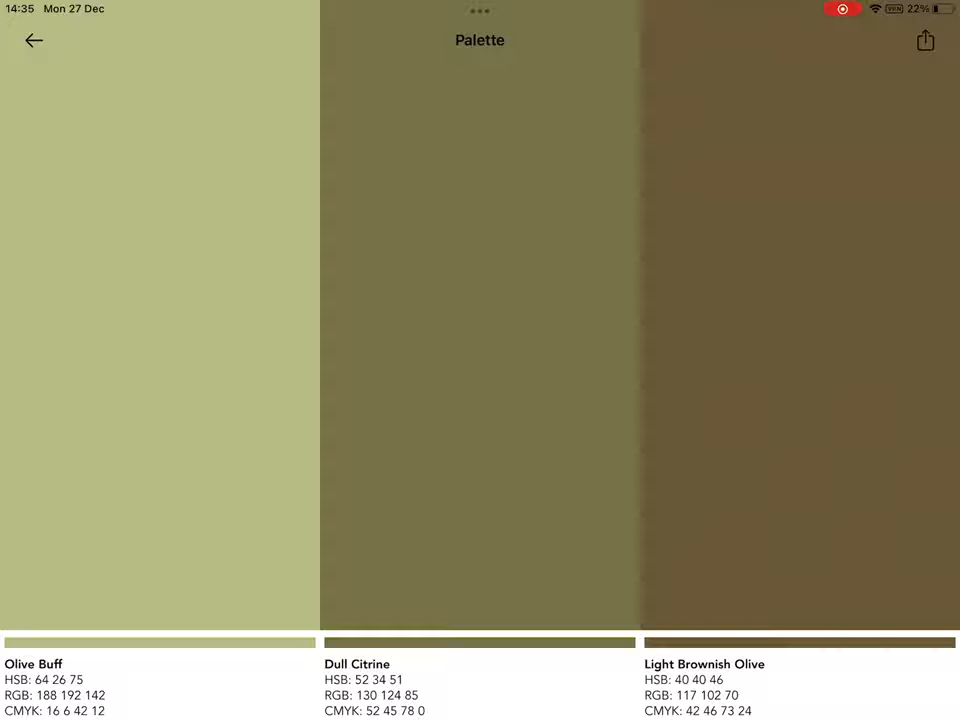 14:35 Mon 27 Dec
VPN 22%
Palette
Olive Buff
HSB: 64 26 75
RGB: 188 192 142
CMYK: 16 6 42 12
Dull Citrine
HSB: 52 34 51
RGB: 130 124 85
CMYK: 52 45 78 0
Light Brownish Olive
HSB: 40 40 46
RGB: 117 102 70
CMYK: 42 46 73 24